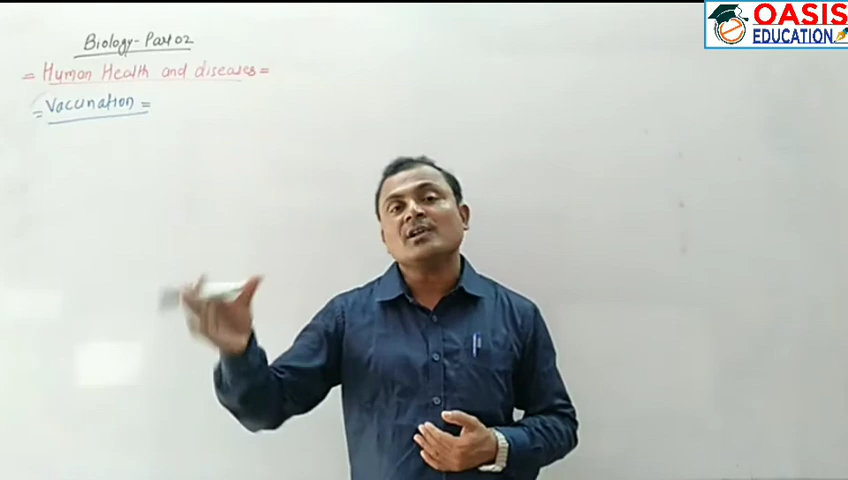 OASIS
EDUCATION
Biology-Part 02
= Human Health and diseases =
= Vaccination =